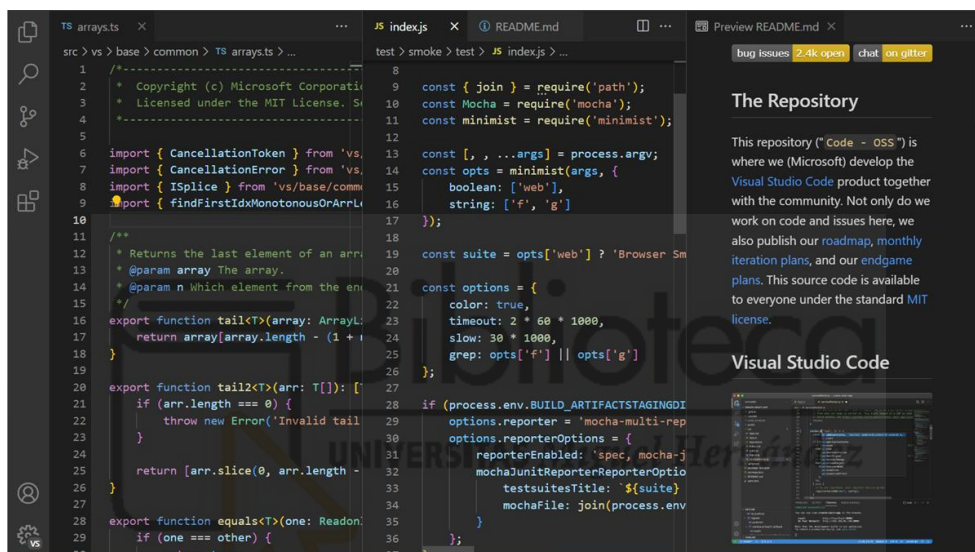 TS arrays.ts
src > vs > base > common > TS arrays.ts > ...
1 /*---------------------------------
2 * Copyright (c) Microsoft Corporati
3 * Licensed under the MIT License. S
4 *---------------------------------
5
6 import { CancellationToken } from 'vs/
7 import { CancellationError } from 'vs/
8 import { ISplice } from 'vs/base/commo
9 import { findFirstIdxMonotonousOrArrLe
10
11 /**
12 * Returns the last element of an arra
13 * @param array The array.
14 * @param n Which element from the end
15 */
16 export function tail<T>(array: ArrayLi
17 return array[array.length - (1 + n
18 }
19
20 export function tail2<T>(arr: T[]): [T
21 if (arr.length === 0) {
22 throw new Error('Invalid tail
23 }
24
25 return [arr.slice(0, arr.length -
26 }
27
28 export function equals<T>(one: Readon
29 if (one === other) {
VS
JS index.js
README.md
test > smoke > test > JS index.js > ...
8
9 const { join } = require('path');
10 const Mocha = require('mocha');
11 const minimist = require('minimist');
12
13 const [, , ...args] = process.argv;
14 const opts = minimist(args, {
15 boolean: ['web'],
16 string: ['f', 'g']
17 });
18
19 const suite = opts['web'] ? 'Browser Sm
20
21 const options = {
22 color: true,
23 timeout: 2 * 60 * 1000,
24 slow: 30 * 1000,
25 grep: opts['f'] || opts['g']
26 };
27
28 if (process.env.BUILD_ARTIFACTSTAGINGDI
29 options.reporter = 'mocha-multi-rep
30 options.reporterOptions = {
31 reporterEnabled: 'spec, mocha-j
32 mochaJunitReporterReporterOptio
33 testsuitesTitle: `${suite}
34 mochaFile: join(process.env
35 }
36 };
Preview README.md
bug issues 2.4k open chat on gitter
The Repository
This repository ("Code - OSS") is
where we (Microsoft) develop the
Visual Studio Code product together
with the community. Not only do we
work on code and issues here, we
also publish our roadmap, monthly
iteration plans, and our endgame
plans. This source code is available
to everyone under the standard MIT
license.
Visual Studio Code
Biblioteca